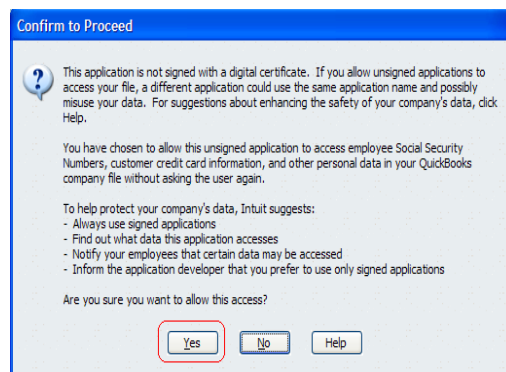 Confirm to Proceed
?
This application is not signed with a digital certificate. If you allow unsigned applications to
access your file, a different application could use the same application name and possibly
misuse your data. For suggestions about enhancing the safety of your company's data, click
Help.
You have chosen to allow this unsigned application to access employee Social Security
Numbers, customer credit card information, and other personal data in your QuickBooks
company file without asking the user again.
To help protect your company's data, Intuit suggests:
- Always use signed applications
- Find out what data this application accesses
- Notify your employees that certain data may be accessed
- Inform the application developer that you prefer to use only signed applications
Are you sure you want to allow this access?
Yes No Help